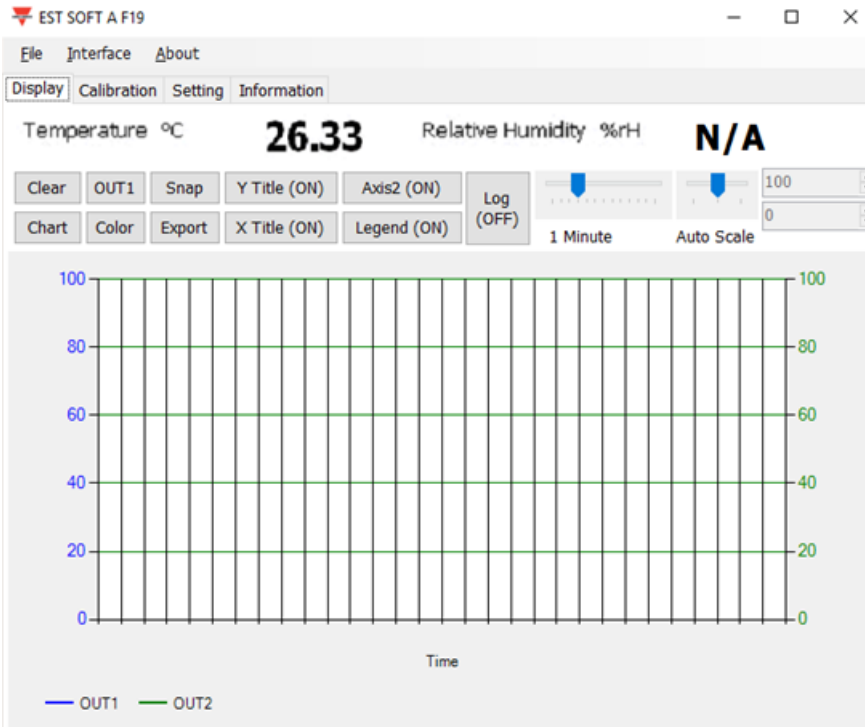 EST SOFT A F19
File Interface About
Display Calibration Setting Information
Temperature ºC 26.33 Relative Humidity %rH N/A
Clear OUT1 Snap Y Title (ON) Axis2 (ON) Log (OFF) 100
Chart Color Export X Title (ON) Legend (ON) 1 Minute Auto Scale 0
100 100
80 80
60 60
40 40
20 20
0 0
Time
OUT1 OUT2